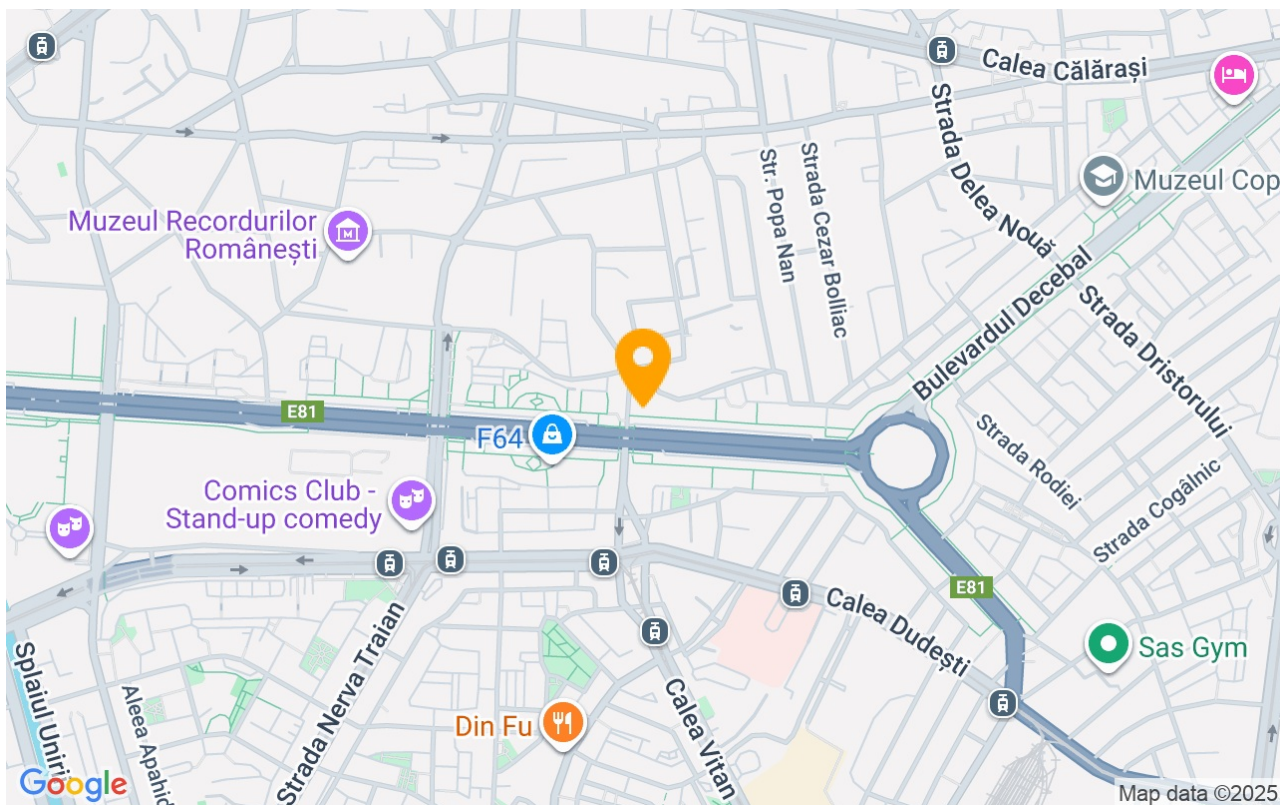 Calea Călărași
Strada Delea Nouă
Str. Popa Nan
Strada Cezar Bolliac
Muzeul Cop
Muzeul Recordurilor
Românești
Bulevardul Decebal
Strada Dristorului
E81
F64
Strada Rodiei
Strada Cogâlnic
Comics Club -
Stand-up comedy
E81
Calea Dudești
Sas Gym
Splaiul Uniri
Aleea Apahid
Strada Nerva Traian
Din Fu
Calea Vitan
Google
Map data ©2025